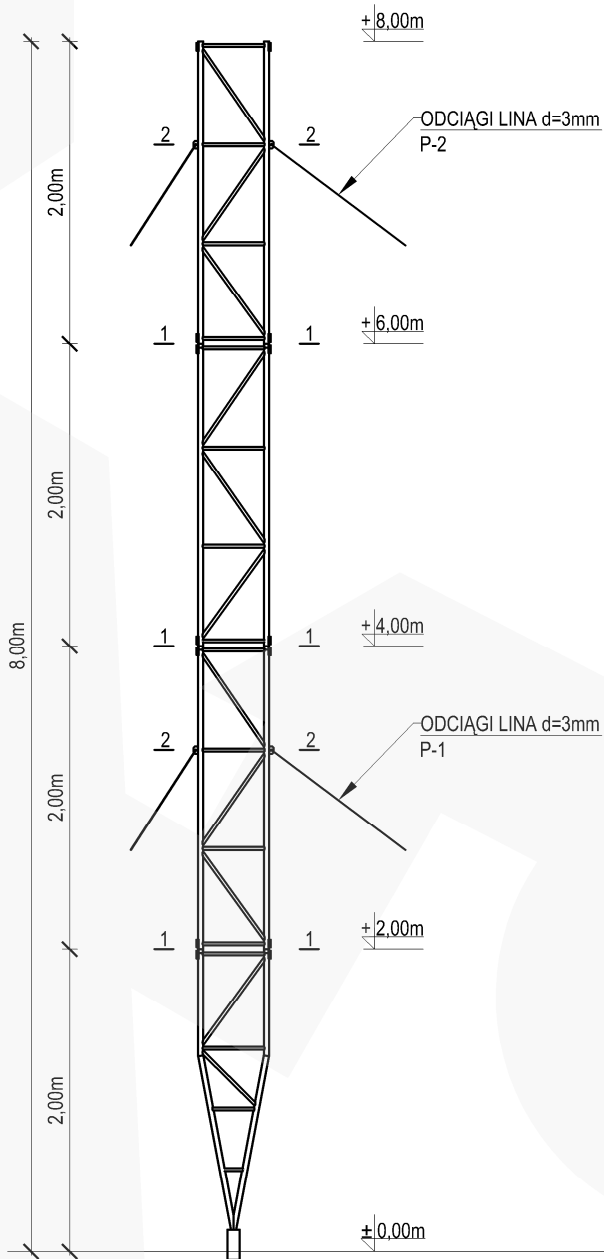 +8,00m
2
2
ODCIĄGI LINA d=3mm
P-2
2,00m
1
1
+6,00m
2,00m
8,00m
1
1
+4,00m
2
2
ODCIĄGI LINA d=3mm
P-1
2,00m
1
1
+2,00m
2,00m
±0,00m